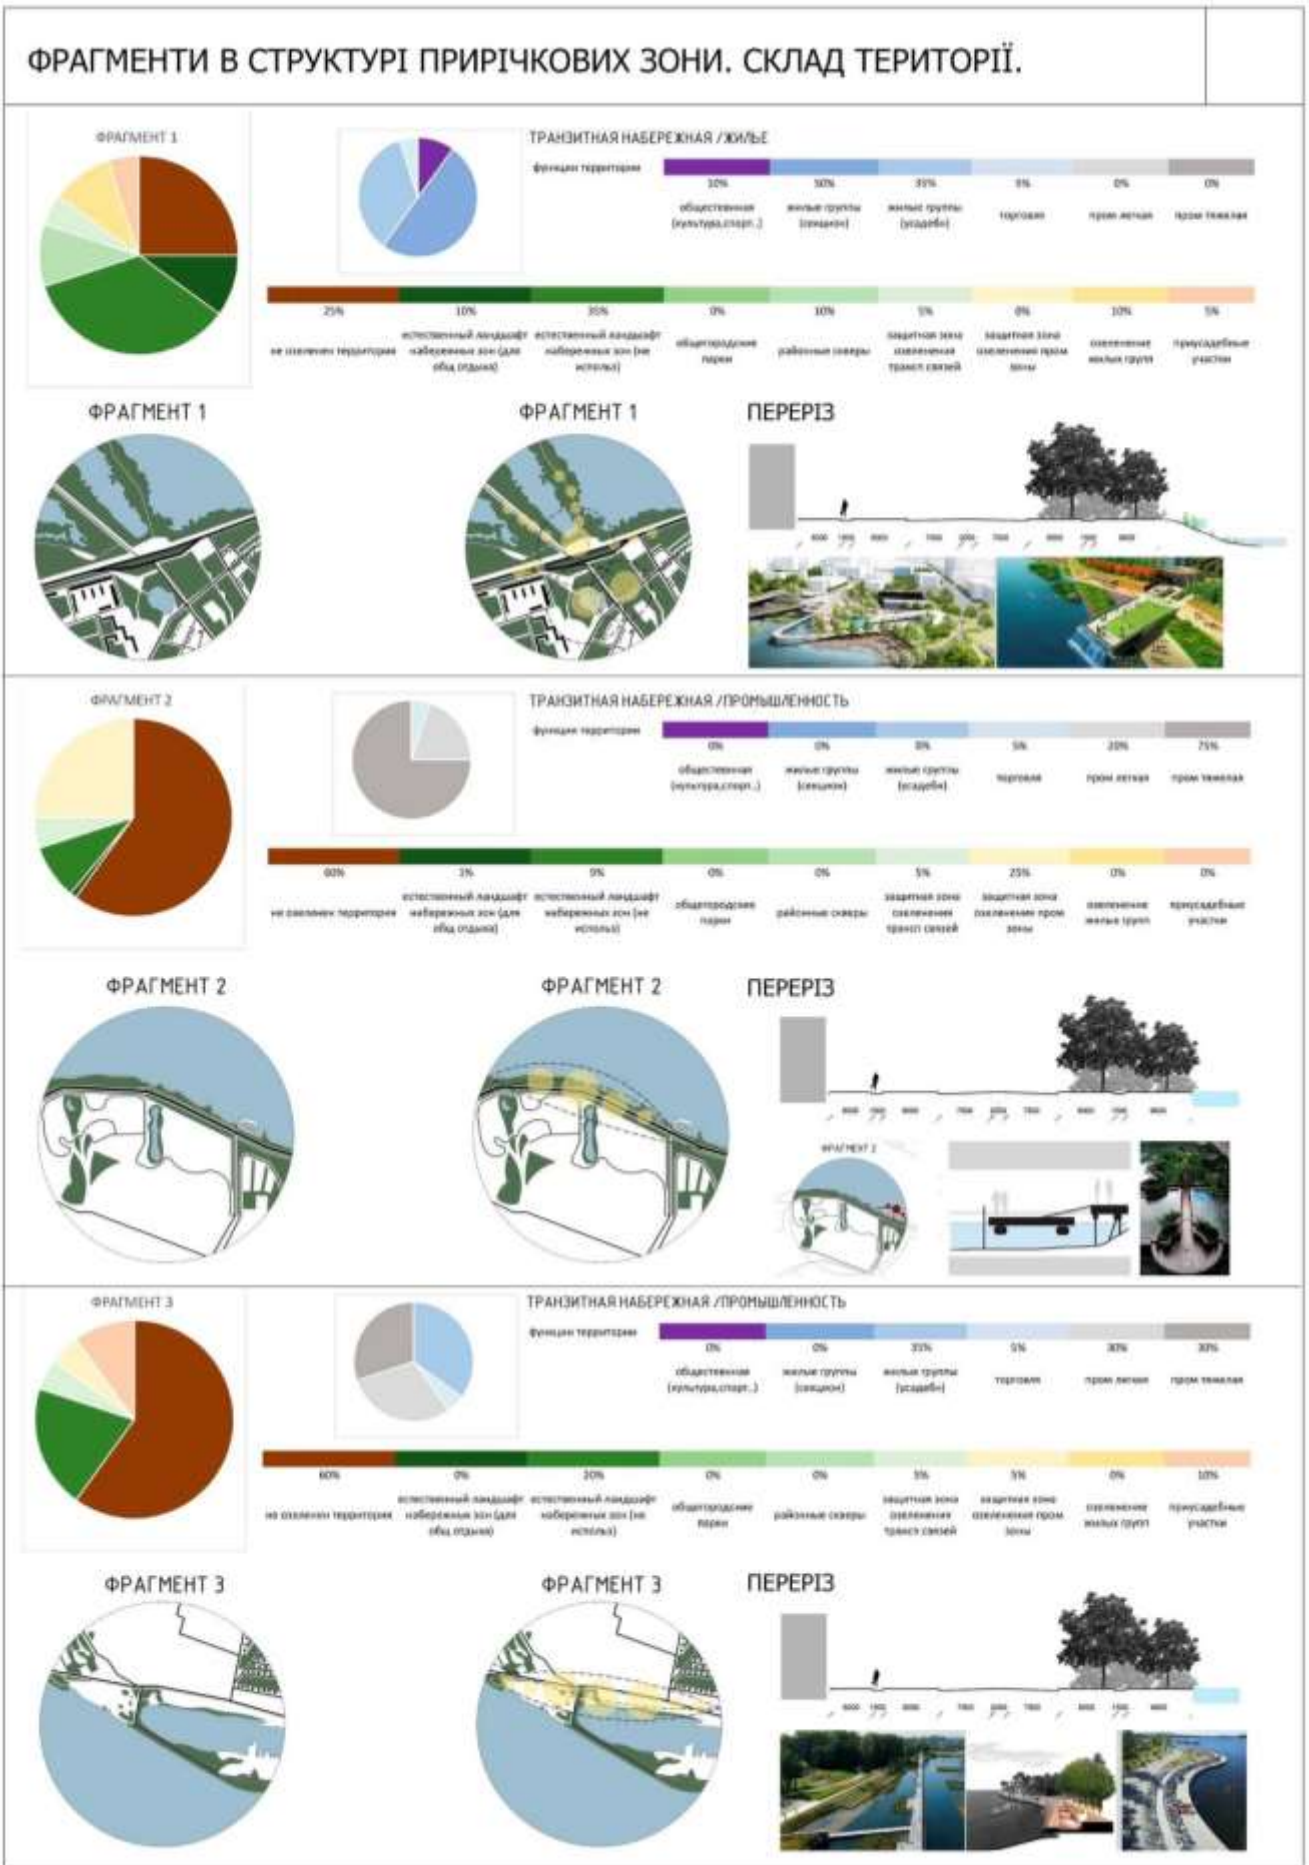 ФРАГМЕНТИ В СТРУКТУРІ ПРИРІЧКОВИХ ЗОНИ. СКЛАД ТЕРИТОРІЇ.
ФРАГМЕНТ 1
ТРАНЗИТНАЯ НАБЕРЕЖНАЯ /ЖИЛЬЕ
функции территории
10% 50% 35% 5% 0% 0%
общественная жилые группы жилые группы торговля пром легкая пром тяжелая
(культура,спорт..) (секцион) (усадебн)
25% 10% 35% 0% 10% 5% 0% 10% 5%
не озеленен территория
естественный ландшафт набережных зон (для общ отдыха)
естественный ландшафт набережных зон (не использ)
общегородские парки
районные скверы
защитная зона озеленения трансп связей
защитная зона озеленения пром зоны
озеленение жилых групп
приусадебные участки
ФРАГМЕНТ 1 ФРАГМЕНТ 1 ПЕРЕРІЗ
ФРАГМЕНТ 2
ТРАНЗИТНАЯ НАБЕРЕЖНАЯ /ПРОМЫШЛЕННОСТЬ
функции территории
0% 0% 0% 5% 20% 75%
общественная жилые группы жилые группы торговля пром легкая пром тяжелая
(культура,спорт..) (секцион) (усадебн)
60% 1% 9% 0% 0% 5% 25% 0% 0%
не озеленен территория
естественный ландшафт набережных зон (для общ отдыха)
естественный ландшафт набережных зон (не использ)
общегородские парки
районные скверы
защитная зона озеленения трансп связей
защитная зона озеленения пром зоны
озеленение жилых групп
приусадебные участки
ФРАГМЕНТ 2 ФРАГМЕНТ 2 ПЕРЕРІЗ
ФРАГМЕНТ 2
ФРАГМЕНТ 3
ТРАНЗИТНАЯ НАБЕРЕЖНАЯ /ПРОМЫШЛЕННОСТЬ
функции территории
0% 0% 35% 5% 30% 30%
общественная жилые группы жилые группы торговля пром легкая пром тяжелая
(культура,спорт..) (секцион) (усадебн)
60% 0% 20% 0% 0% 5% 5% 0% 10%
не озеленен территория
естественный ландшафт набережных зон (для общ отдыха)
естественный ландшафт набережных зон (не использ)
общегородские парки
районные скверы
защитная зона озеленения трансп связей
защитная зона озеленения пром зоны
озеленение жилых групп
приусадебные участки
ФРАГМЕНТ 3 ФРАГМЕНТ 3 ПЕРЕРІЗ